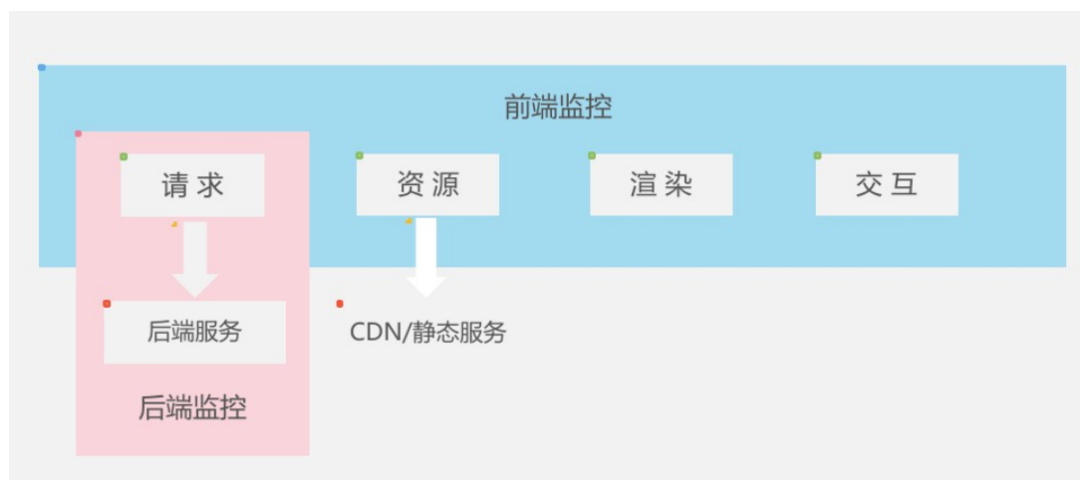 前端监控
请 求
资 源
渲 染
交 互
后端服务
CDN/静态服务
后端监控